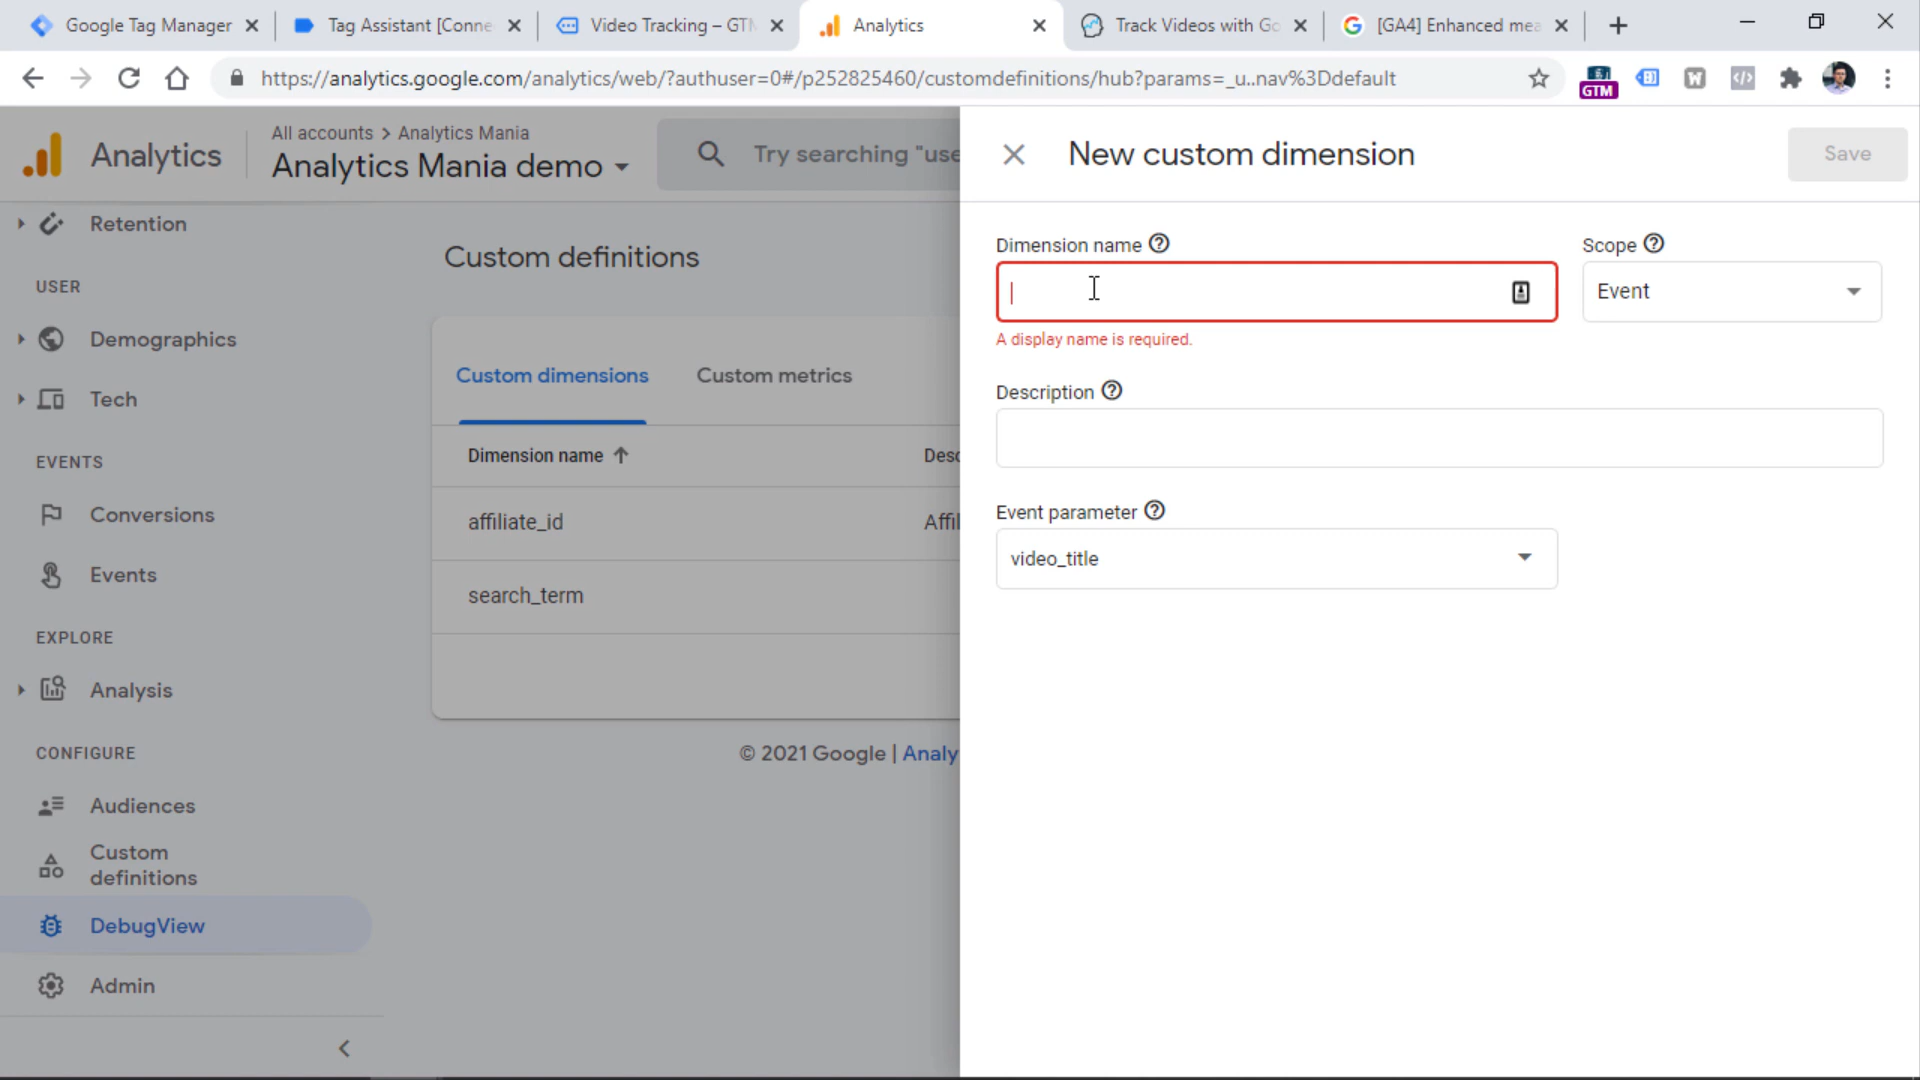 Google Tag Manager
Tag Assistant [Conne
Video Tracking – GTM
Analytics
Track Videos with Go
[GA4] Enhanced mea
https://analytics.google.com/analytics/web/?authuser=0#/p252825460/customdefinitions/hub?params=_u..nav%3Ddefault
GTM
W
Analytics
All accounts > Analytics Mania
Analytics Mania demo
Try searching "use
New custom dimension
Save
Retention
USER
Demographics
Tech
EVENTS
Conversions
Events
EXPLORE
Analysis
CONFIGURE
Audiences
Custom
definitions
DebugView
Admin
Custom definitions
Custom dimensions
Custom metrics
Dimension name
Desc
affiliate_id
Affil
search_term
© 2021 Google | Analy
Dimension name
Scope
Event
A display name is required.
Description
Event parameter
video_title